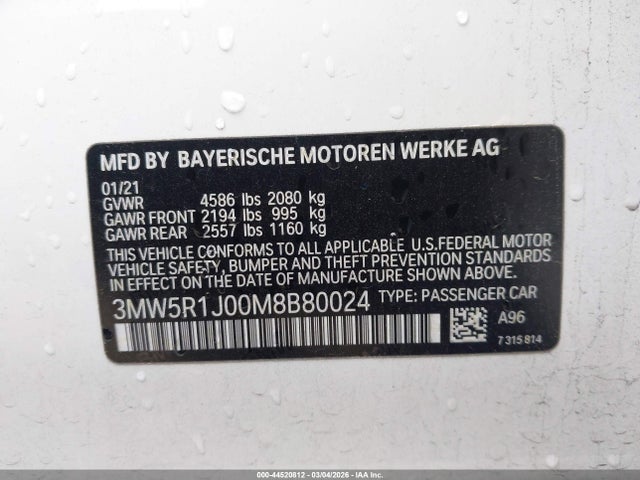 MFD BY BAYERISCHE MOTOREN WERKE AG
01/21
GVWR 4586 lbs 2080 kg
GAWR FRONT 2194 lbs 995 kg
GAWR REAR 2557 lbs 1160 kg
THIS VEHICLE CONFORMS TO ALL APPLICABLE U.S.FEDERAL MOTOR
VEHICLE SAFETY, BUMPER AND THEFT PREVENTION STANDARDS
IN EFFECT ON THE DATE OF MANUFACTURE SHOWN ABOVE.
3MW5R1J00M8B80024 TYPE: PASSENGER CAR
A96
7 315 814
000-44520812 - 03/04/2026 - IAA Inc.